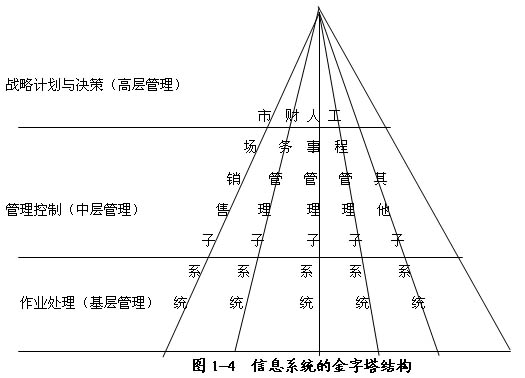 战略计划与决策（高层管理）
管理控制（中层管理）
作业处理（基层管理）
市场销售子系统
财务管理子系统
人事管理子系统
工程管理子系统
其他子系统
图 1-4 信息系统的金字塔结构